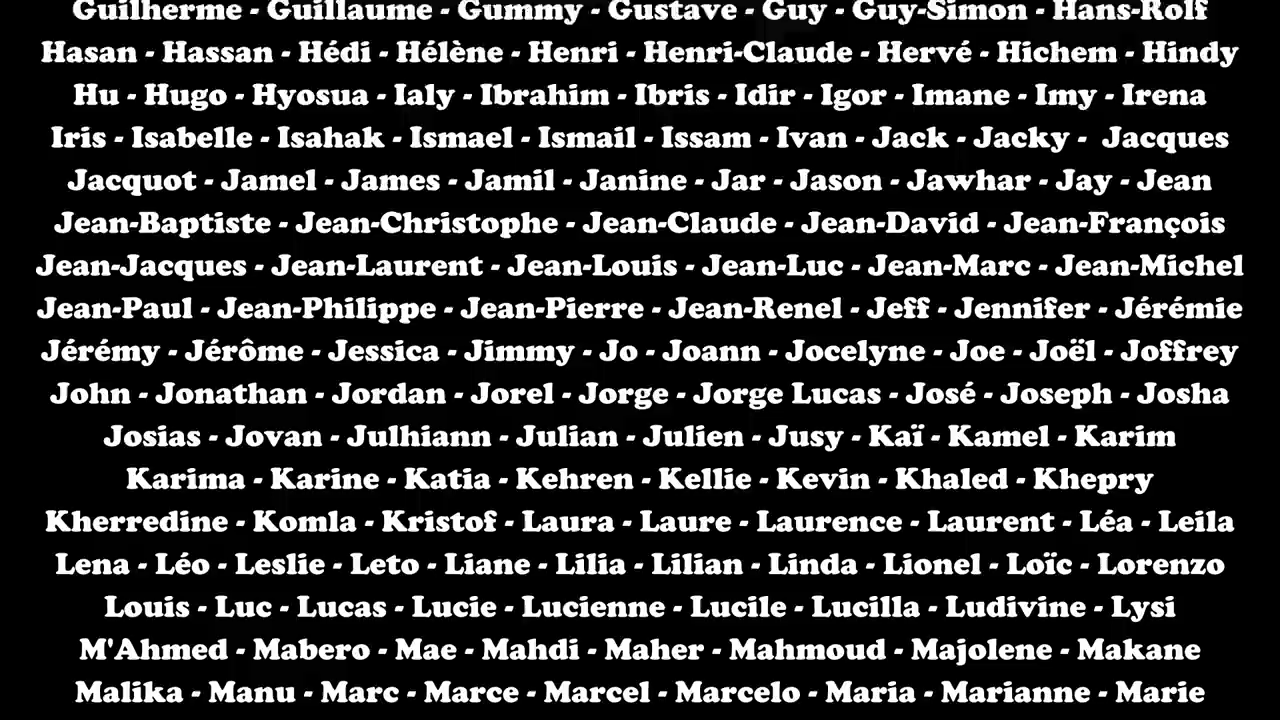 Guilherme - Guillaume - Gummy - Gustave - Guy - Guy-Simon - Hans-Rolf
Hasan - Hassan - Hédi - Hélène - Henri - Henri-Claude - Hervé - Hichem - Hindy
Hu - Hugo - Hyosua - Ialy - Ibrahim - Ibris - Idir - Igor - Imane - Imy - Irena
Iris - Isabelle - Isahak - Ismael - Ismail - Issam - Ivan - Jack - Jacky - Jacques
Jacquot - Jamel - James - Jamil - Janine - Jar - Jason - Jawhar - Jay - Jean
Jean-Baptiste - Jean-Christophe - Jean-Claude - Jean-David - Jean-François
Jean-Jacques - Jean-Laurent - Jean-Louis - Jean-Luc - Jean-Marc - Jean-Michel
Jean-Paul - Jean-Philippe - Jean-Pierre - Jean-Renel - Jeff - Jennifer - Jérémie
Jérémy - Jérôme - Jessica - Jimmy - Jo - Joann - Jocelyne - Joe - Joël - Joffrey
John - Jonathan - Jordan - Jorel - Jorge - Jorge Lucas - José - Joseph - Josha
Josias - Jovan - Julhiann - Julian - Julien - Jusy - Kaï - Kamel - Karim
Karima - Karine - Katia - Kehren - Kellie - Kevin - Khaled - Khepry
Kherredine - Komla - Kristof - Laura - Laure - Laurence - Laurent - Léa - Leila
Lena - Léo - Leslie - Leto - Liane - Lilia - Lilian - Linda - Lionel - Loïc - Lorenzo
Louis - Luc - Lucas - Lucie - Lucienne - Lucile - Lucilla - Ludivine - Lysi
M'Ahmed - Mabero - Mae - Mahdi - Maher - Mahmoud - Majolene - Makane
Malika - Manu - Marc - Marce - Marcel - Marcelo - Maria - Marianne - Marie